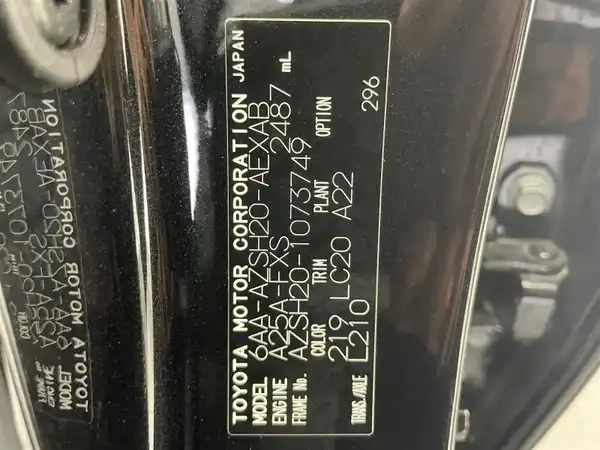 TOYOTA MOTOR CORPORATION JAPAN
MODEL 6AA-AZSH20-AEXAB
ENGINE A25A-FXS 2487 mL
FRAME No. AZSH20-1073749
COLOR TRIM PLANT OPTION
219 LC20 A22 296
TRANS./AXLE L210